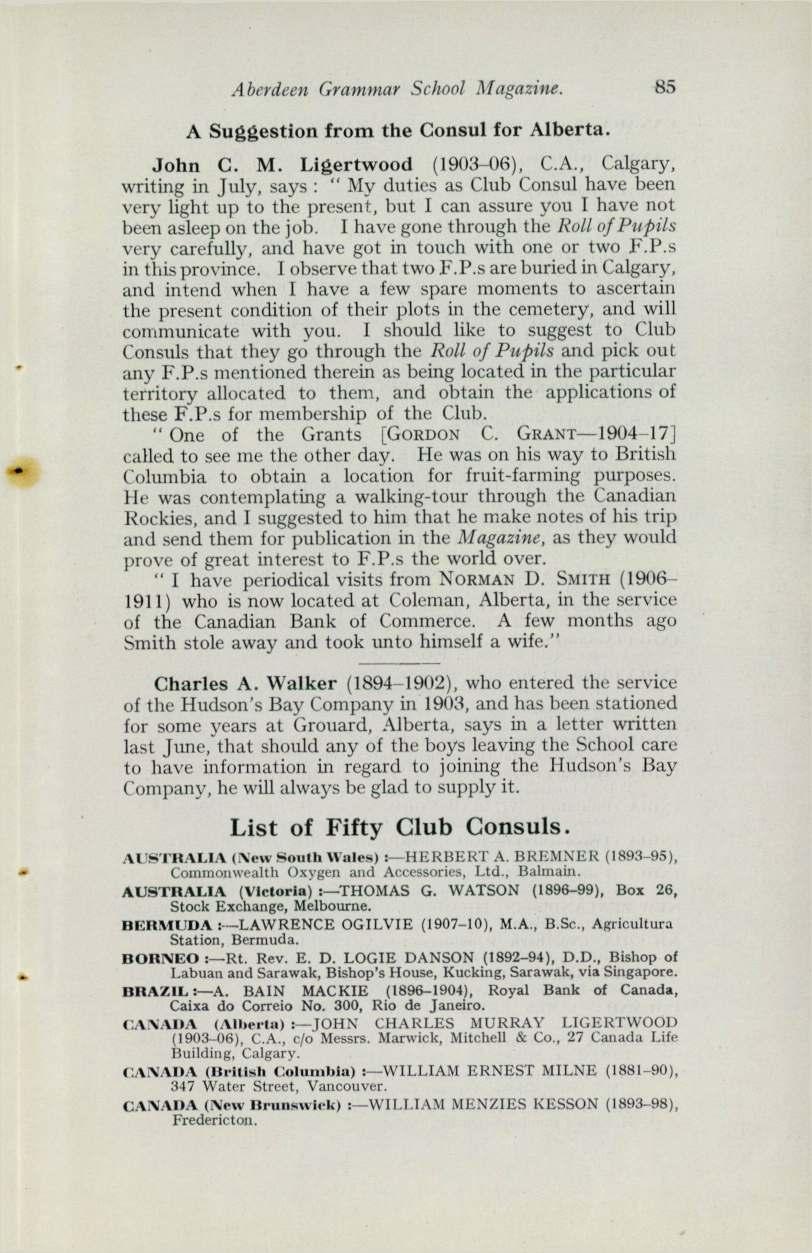 Aberdeen Grammar School Magazine. 85
A Suggestion from the Consul for Alberta.
John C. M. Ligertwood (1903–06), C.A., Calgary,
writing in July, says : “ My duties as Club Consul have been
very light up to the present, but I can assure you I have not
been asleep on the job. I have gone through the Roll of Pupils
very carefully, and have got in touch with one or two F.P.s
in this province. I observe that two F.P.s are buried in Calgary,
and intend when I have a few spare moments to ascertain
the present condition of their plots in the cemetery, and will
communicate with you. I should like to suggest to Club
Consuls that they go through the Roll of Pupils and pick out
any F.P.s mentioned therein as being located in the particular
territory allocated to them, and obtain the applications of
these F.P.s for membership of the Club.
“ One of the Grants [GORDON C. GRANT—1904–17]
called to see me the other day. He was on his way to British
Columbia to obtain a location for fruit-farming purposes.
He was contemplating a walking-tour through the Canadian
Rockies, and I suggested to him that he make notes of his trip
and send them for publication in the Magazine, as they would
prove of great interest to F.P.s the world over.
“ I have periodical visits from NORMAN D. SMITH (1906–
1911) who is now located at Coleman, Alberta, in the service
of the Canadian Bank of Commerce. A few months ago
Smith stole away and took unto himself a wife.”
Charles A. Walker (1894–1902), who entered the service
of the Hudson's Bay Company in 1903, and has been stationed
for some years at Grouard, Alberta, says in a letter written
last June, that should any of the boys leaving the School care
to have information in regard to joining the Hudson's Bay
Company, he will always be glad to supply it.
List of Fifty Club Consuls.
AUSTRALIA (New South Wales) :—HERBERT A. BREMNER (1893–95),
Commonwealth Oxygen and Accessories, Ltd., Balmain.
AUSTRALIA (Victoria) :—THOMAS G. WATSON (1896–99), Box 26,
Stock Exchange, Melbourne.
BERMUDA :—LAWRENCE OGILVIE (1907–10), M.A., B.Sc., Agricultura
Station, Bermuda.
BORNEO :—Rt. Rev. E. D. LOGIE DANSON (1892–94), D.D., Bishop of
Labuan and Sarawak, Bishop's House, Kucking, Sarawak, via Singapore.
BRAZIL :—A. BAIN MACKIE (1896–1904), Royal Bank of Canada,
Caixa do Correio No. 300, Rio de Janeiro.
CANADA (Alberta) :—JOHN CHARLES MURRAY LIGERTWOOD
(1903–06), C.A., c/o Messrs. Marwick, Mitchell & Co., 27 Canada Life
Building, Calgary.
CANADA (British Columbia) :—WILLIAM ERNEST MILNE (1881–90),
347 Water Street, Vancouver.
CANADA (New Brunswick) :—WILLIAM MENZIES KESSON (1893–98),
Fredericton.